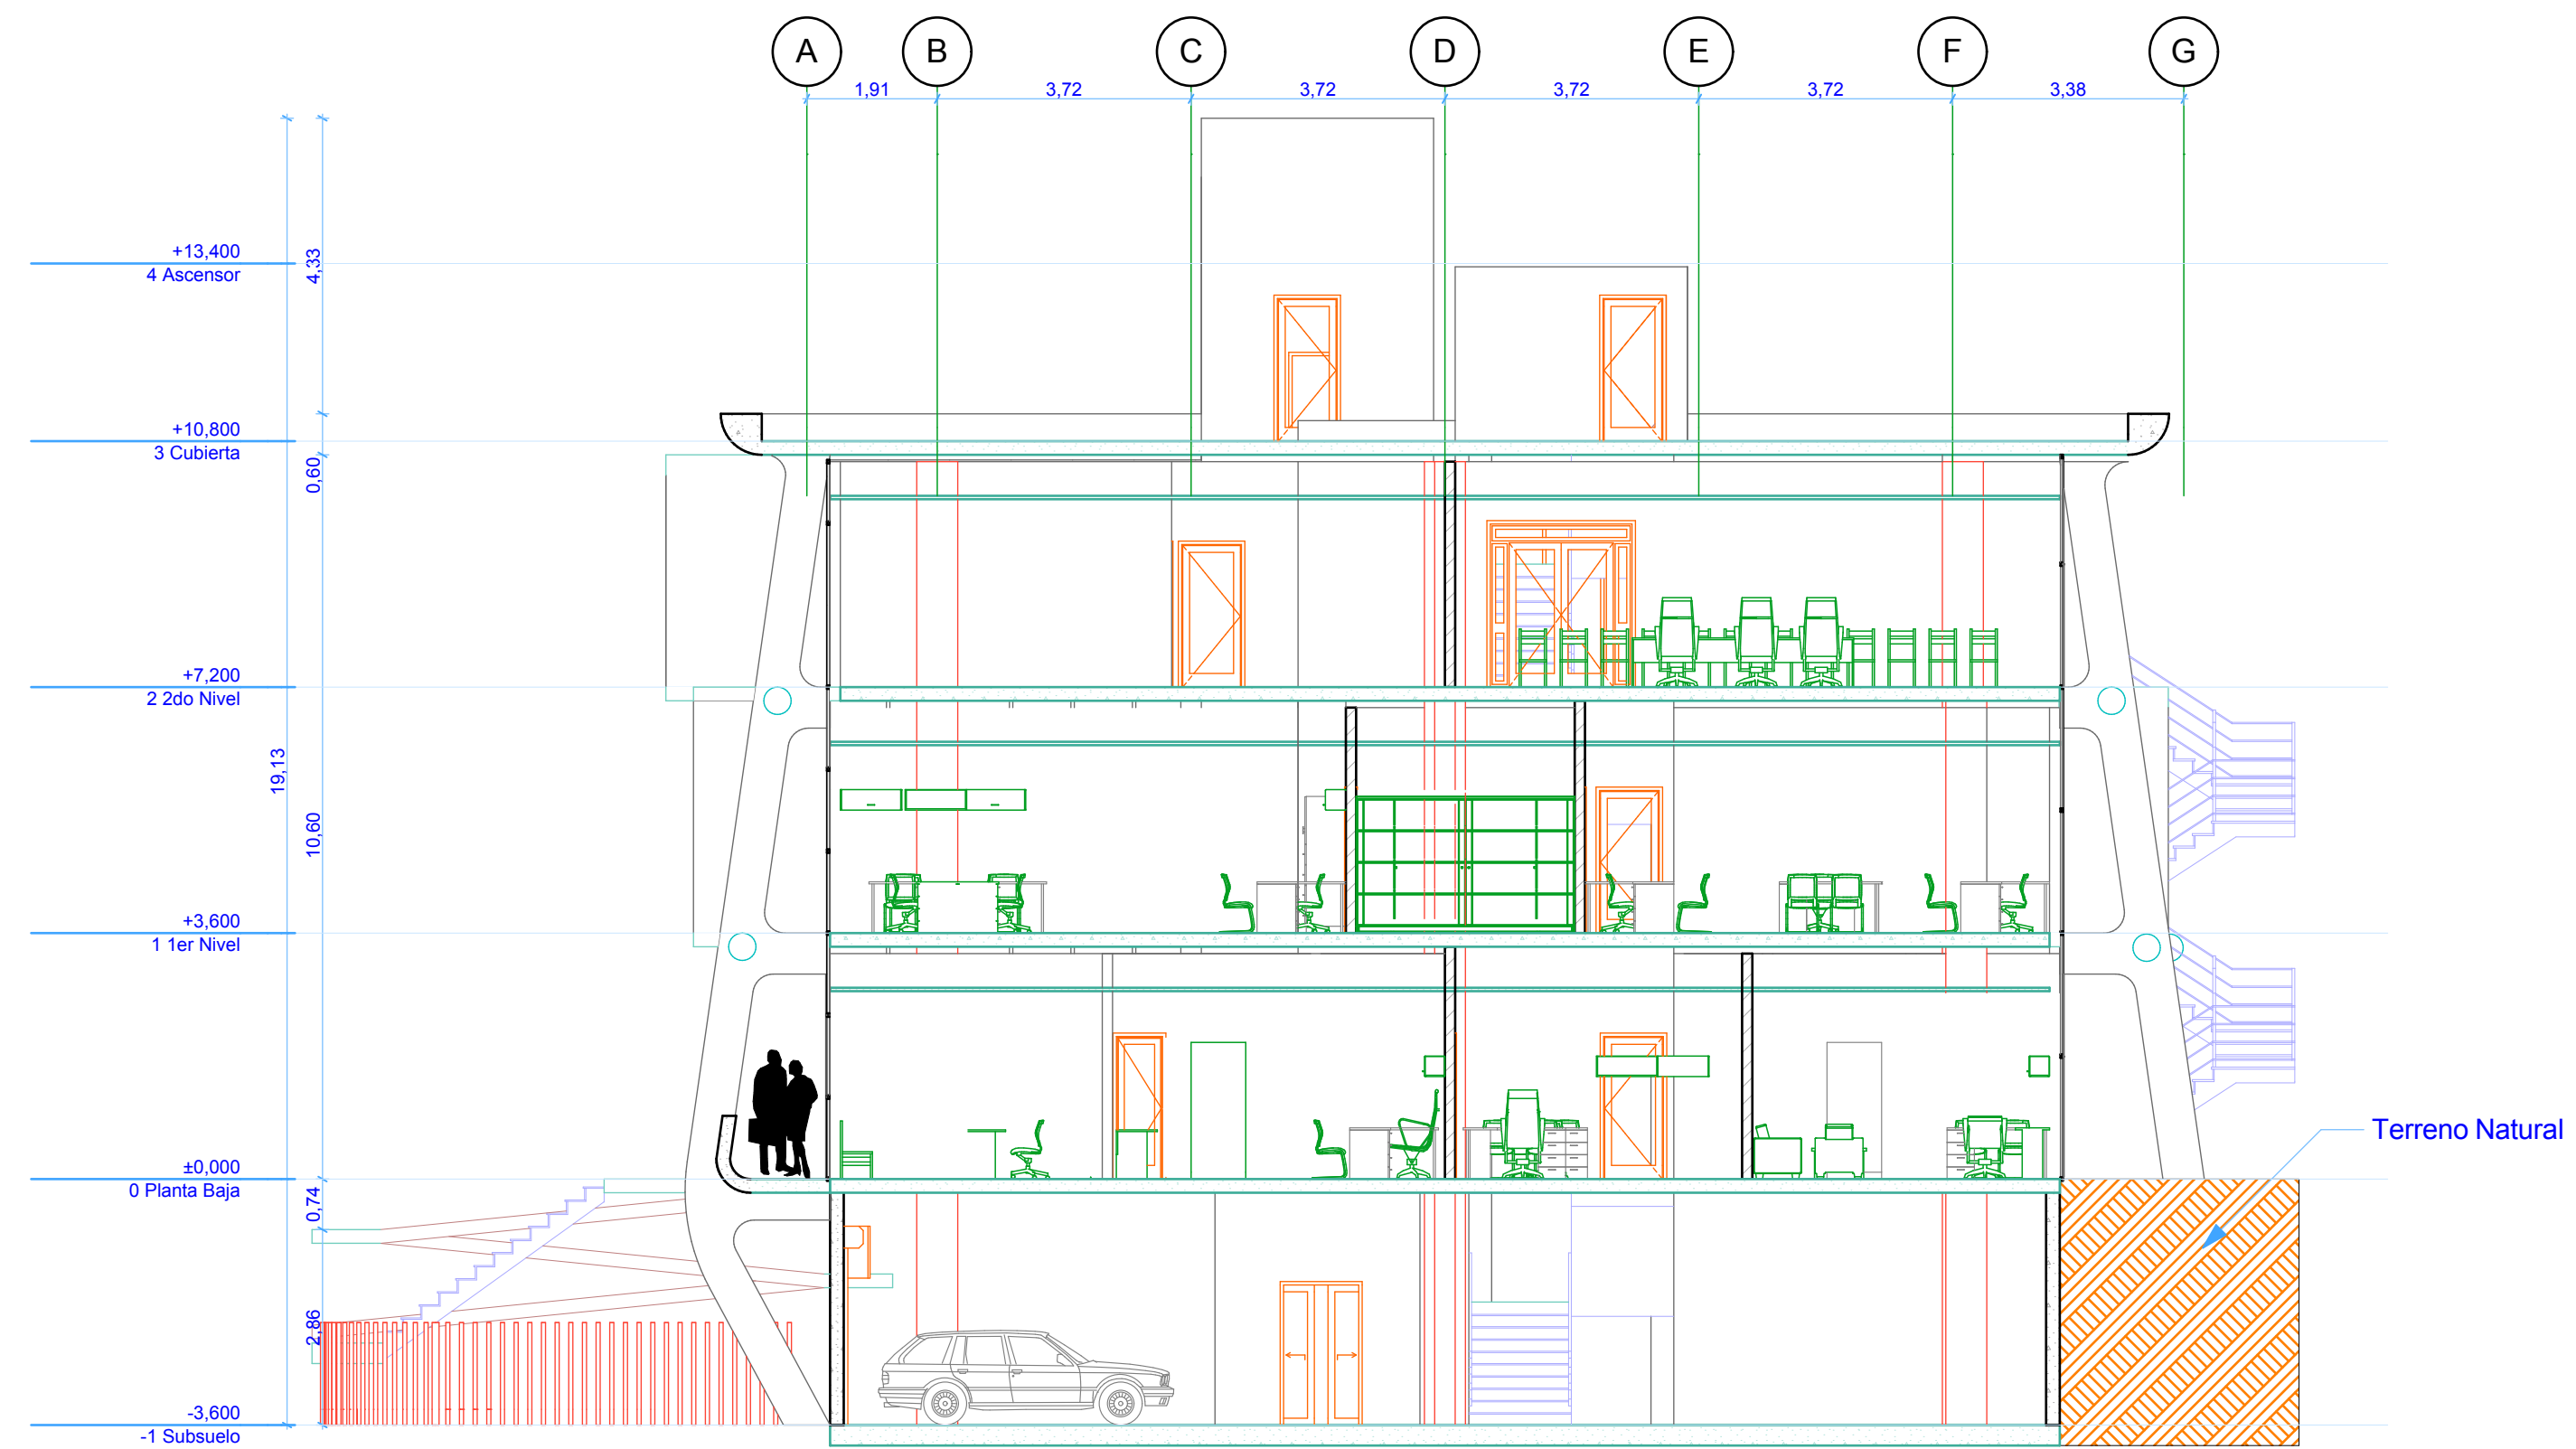 A B C D E F G
1,91 3,72 3,72 3,72 3,72 3,38
+13,400
4 Ascensor
4,33
+10,800
3 Cubierta
0,60
+7,200
2 2do Nivel
19,13
10,60
+3,600
1 1er Nivel
Terreno Natural
±0,000
0 Planta Baja
0,74
2,86
-3,600
-1 Subsuelo